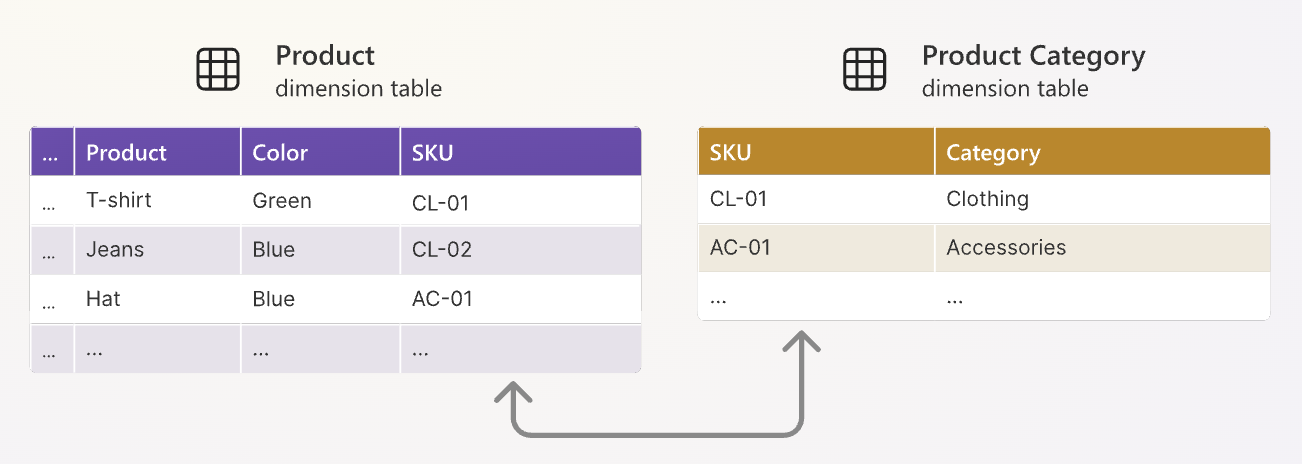 Product
dimension table
... Product Color SKU
... T-shirt Green CL-01
... Jeans Blue CL-02
... Hat Blue AC-01
... ... ... ...
Product Category
dimension table
SKU Category
CL-01 Clothing
AC-01 Accessories
... ...